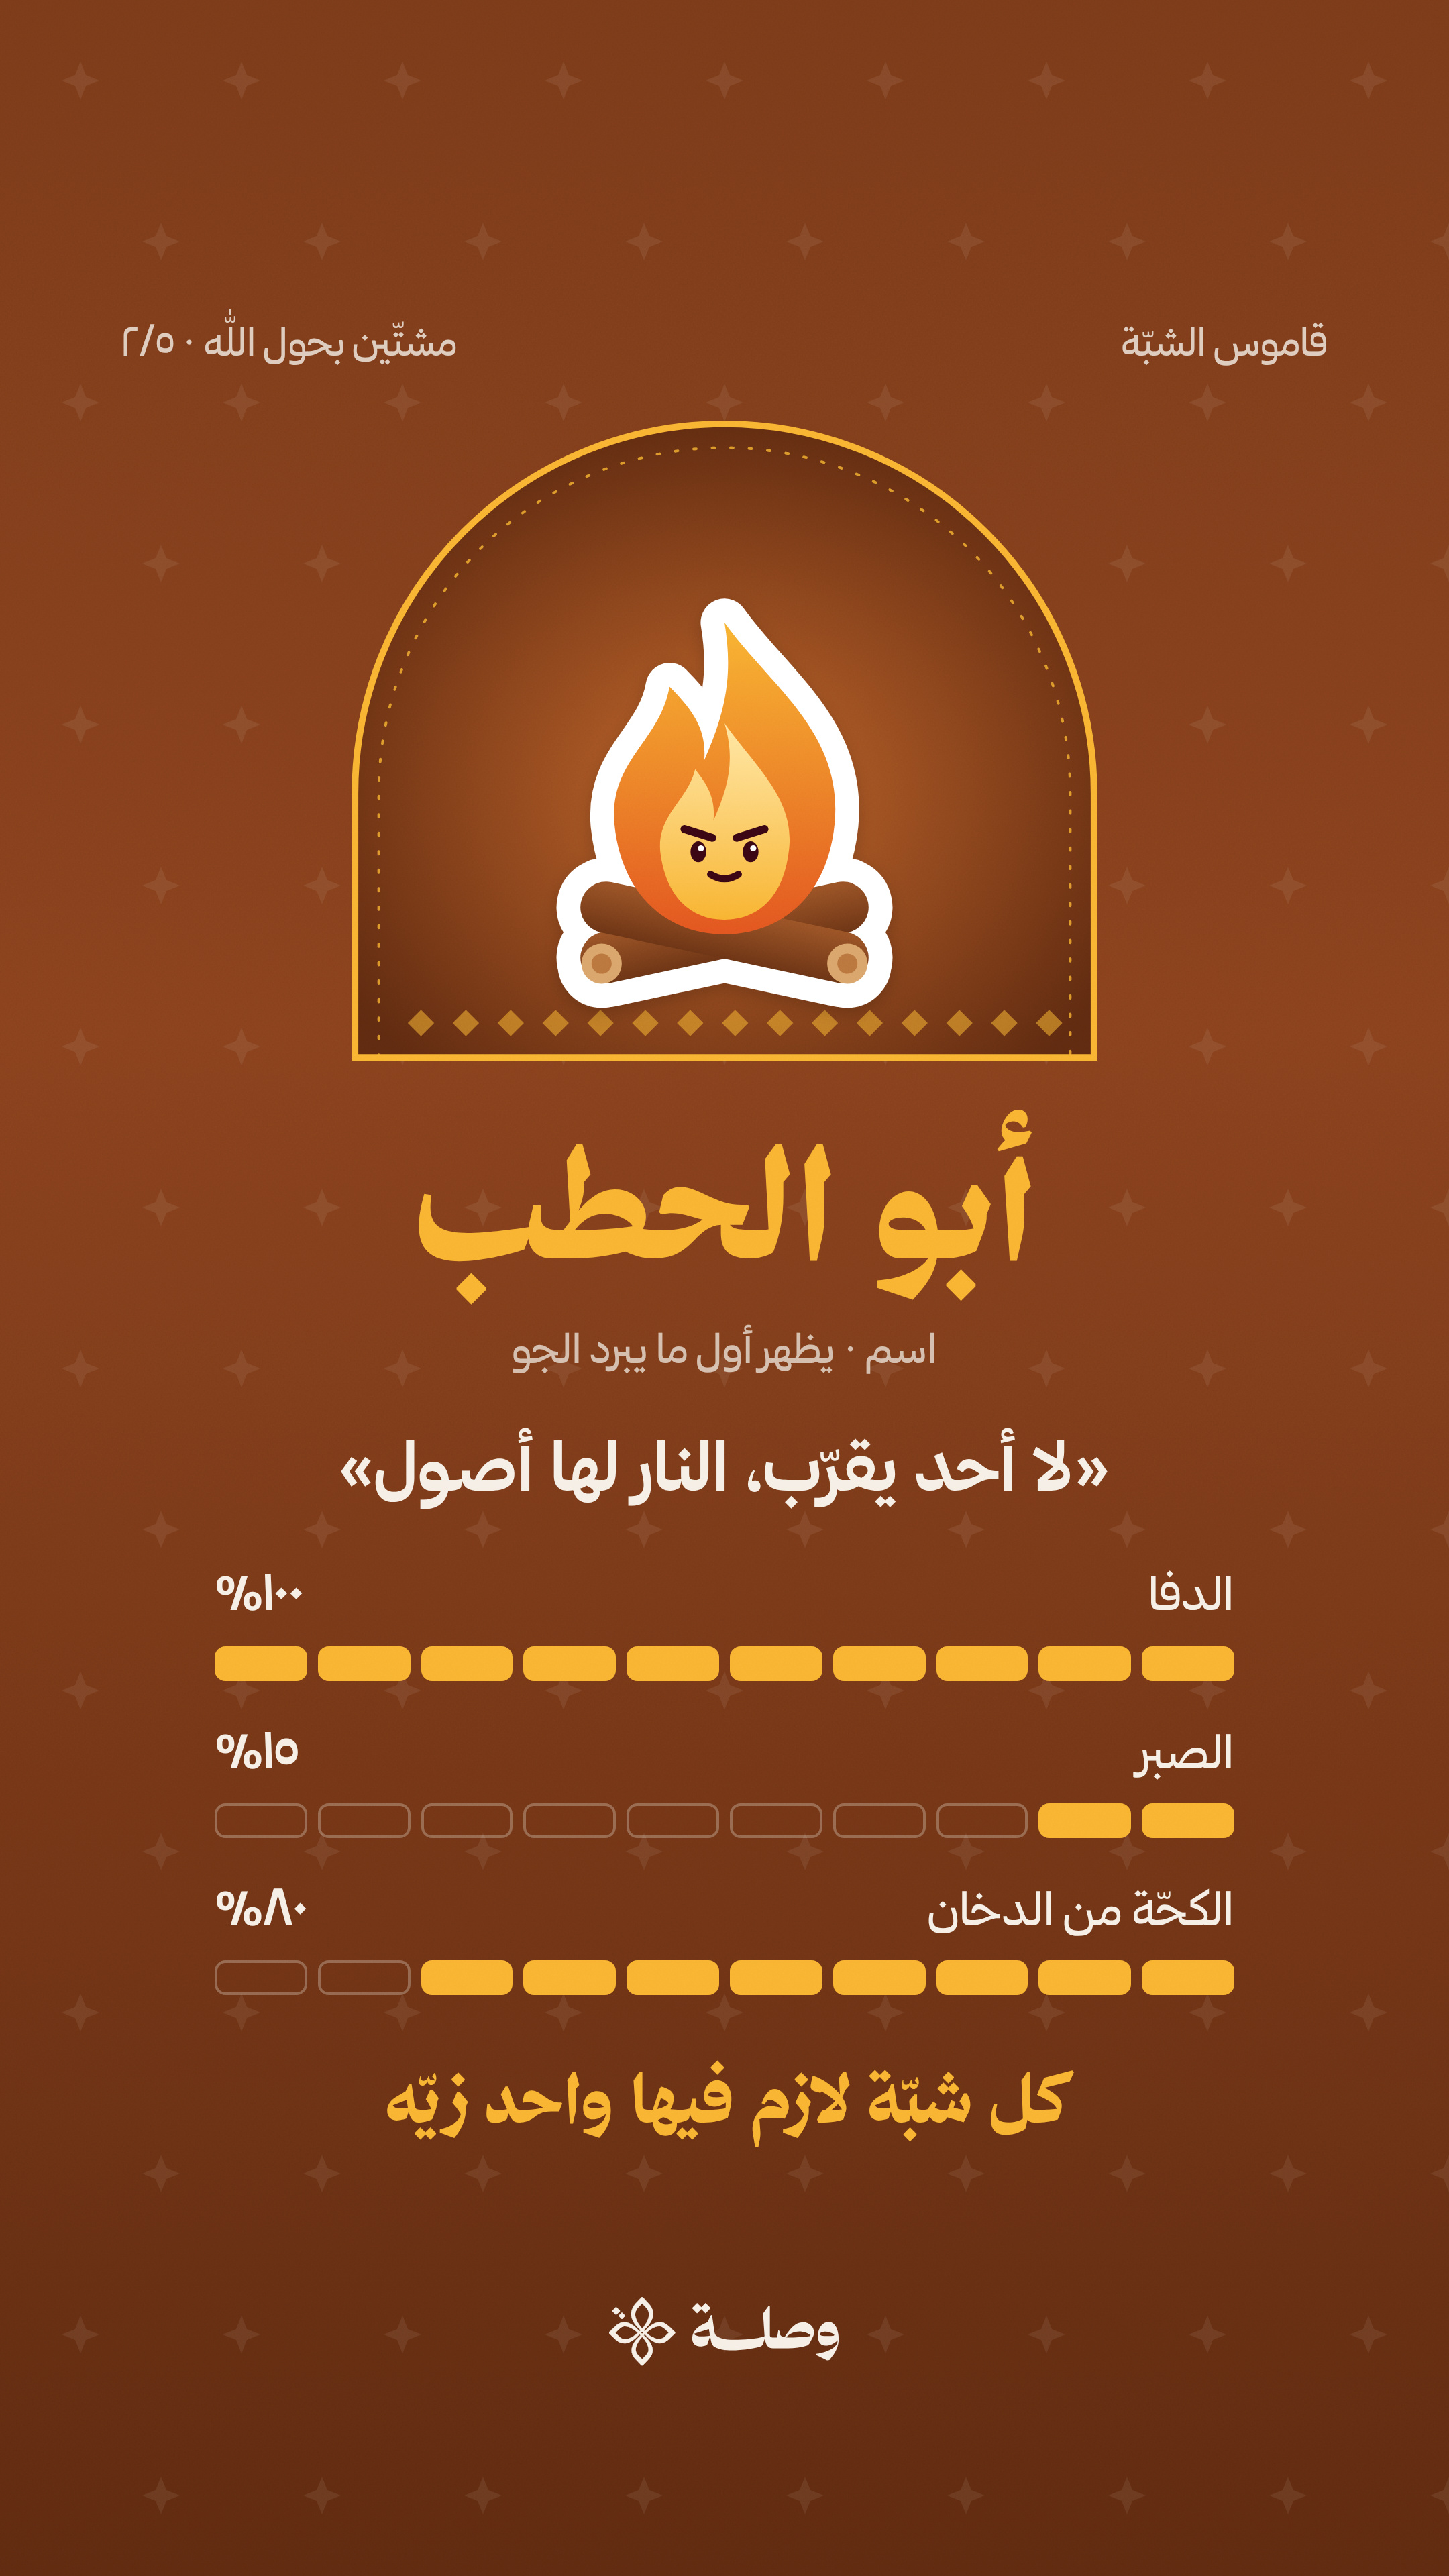 قاموس الشبّة
مشتّين بحول الله · ٢/٥
أبو الحطب
اسم · يظهر أول ما يبرد الجو
«لا أحد يقرّب، النار لها أصول»
الدفا
%١٠٠
الصبر
%١٥
الكحّة من الدخان
%٨٠
كل شبّة لازم فيها واحد زيّه
وصلـة